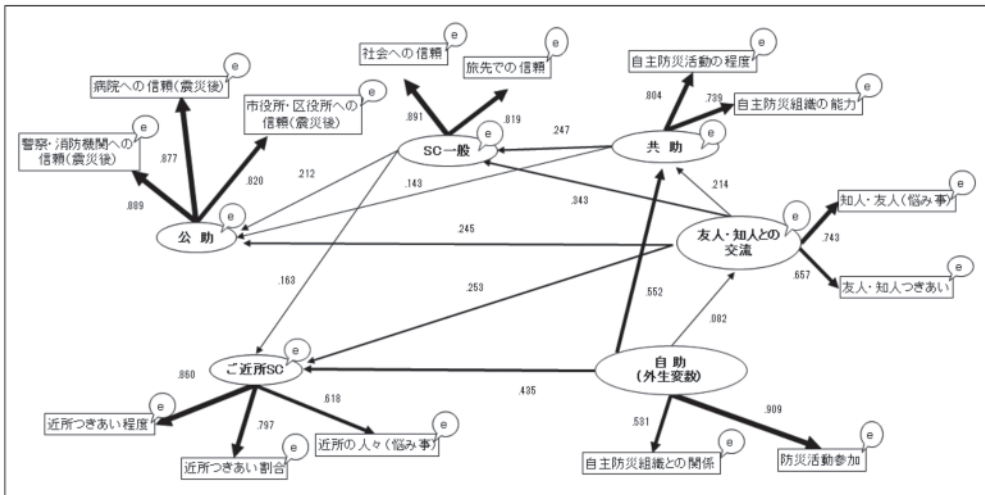 社会への信頼
e
旅先での信頼
e
自主防災活動の程度
e
病院への信頼(震災後)
e
市役所・区役所への
信頼(震災後)
e
自主防災組織の能力
e
警察・消防機関への
信頼(震災後)
e
.891
.819
.804
.739
.877
.820
.889
SC一般
e
.247
共助
e
.212
.143
.343
.214
知人・友人(悩み事)
e
公助
e
.245
友人・知人との
交流
e
.743
.657
友人・知人つきあい
e
.163
.253
.552
.082
ご近所SC
e
自助
(外生変数)
.860
.618
.435
.797
.531
.909
近所つきあい程度
e
近所の人々(悩み事)
e
近所つきあい割合
e
自主防災組織との関係
e
防災活動参加
e